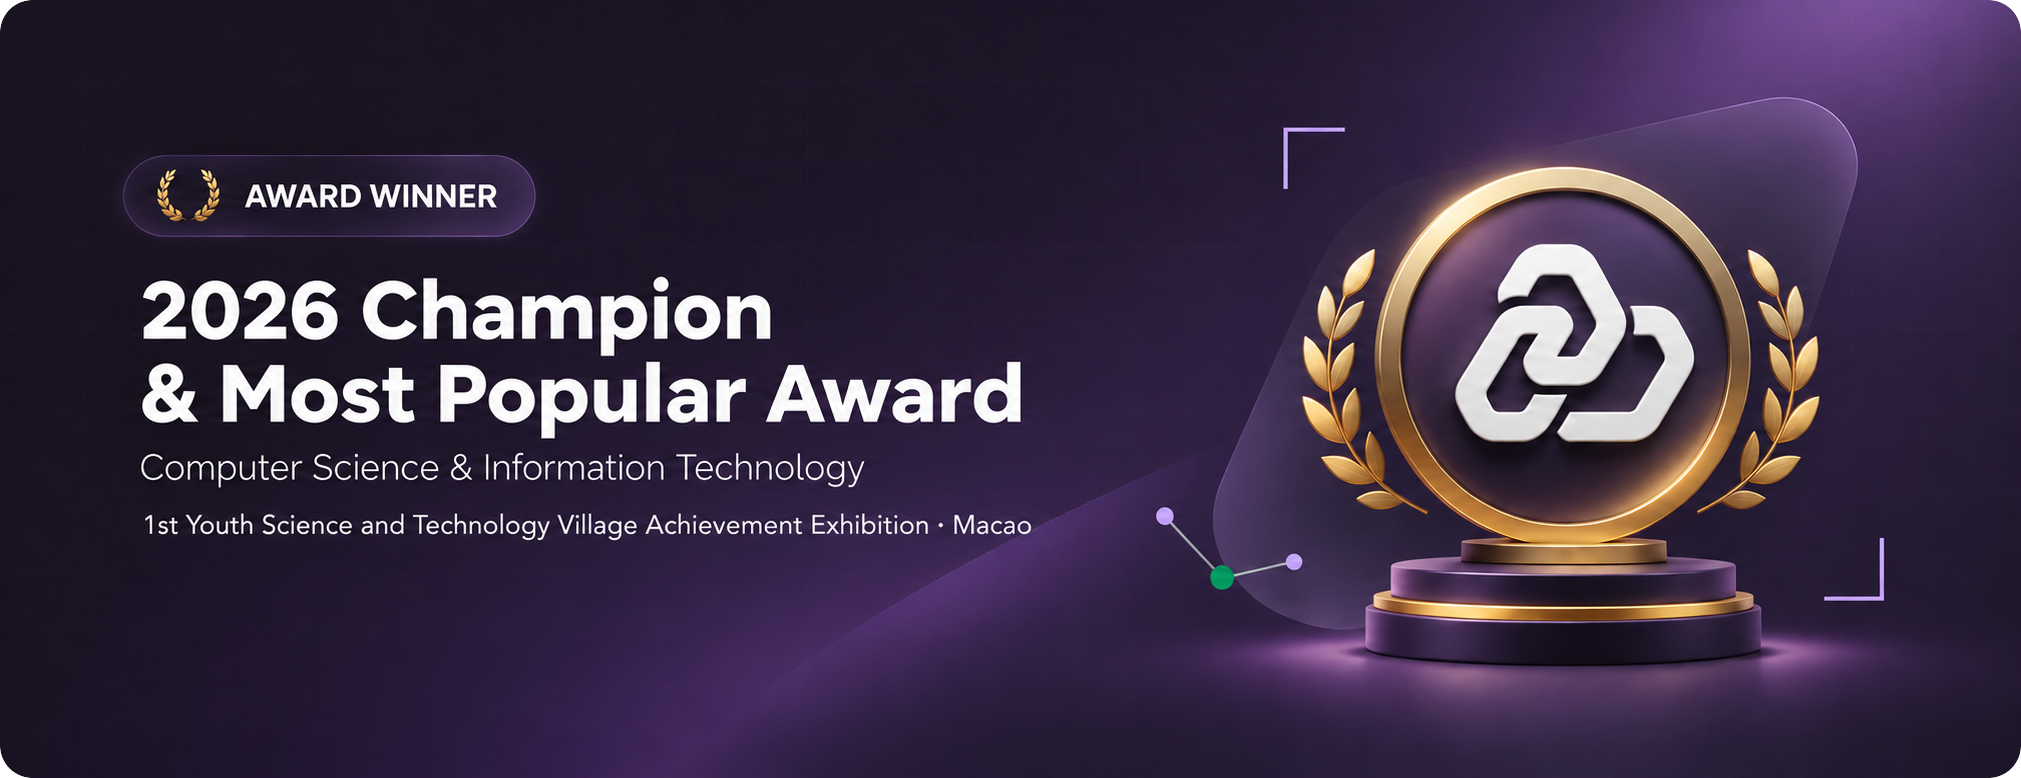 AWARD WINNER
2026 Champion
& Most Popular Award
Computer Science & Information Technology
1st Youth Science and Technology Village Achievement Exhibition • Macao